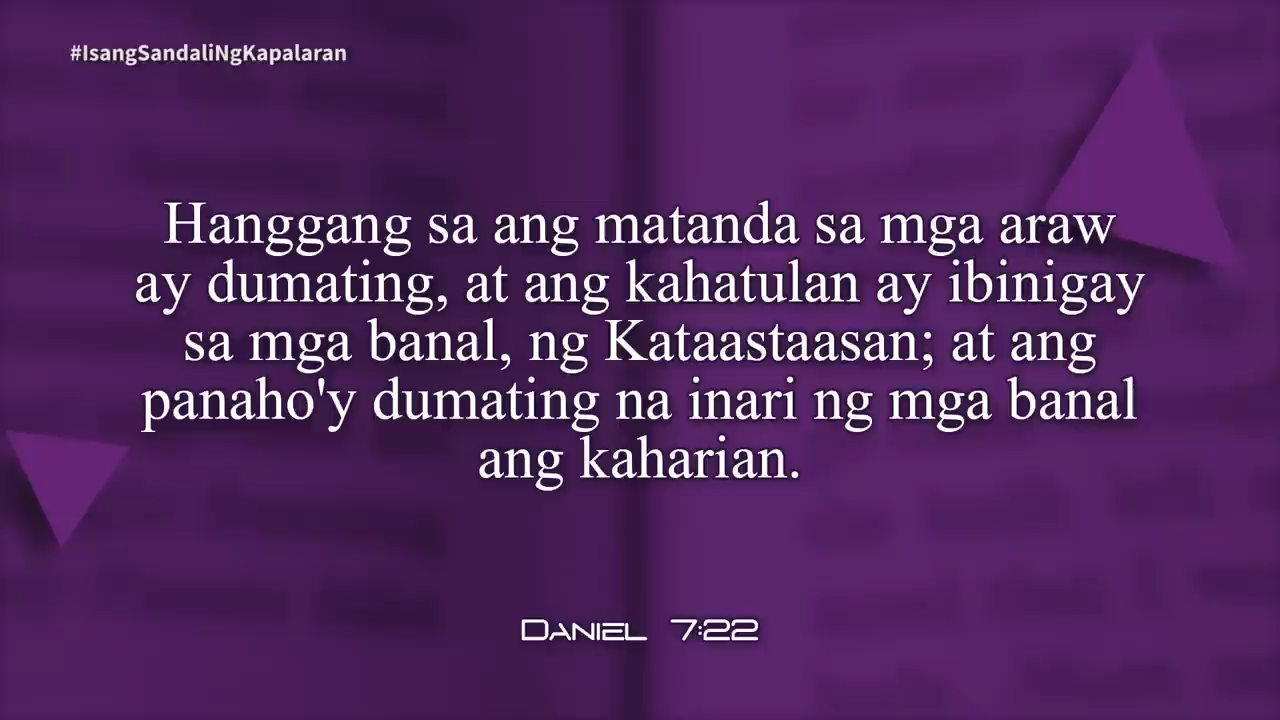 #IsangSandaliNgKapalaran
Hanggang sa ang matanda sa mga araw
ay dumating, at ang kahatulan ay ibinigay
sa mga banal, ng Kataastaasan; at ang
panaho'y dumating na inari ng mga banal
ang kaharian.
Daniel 7:22